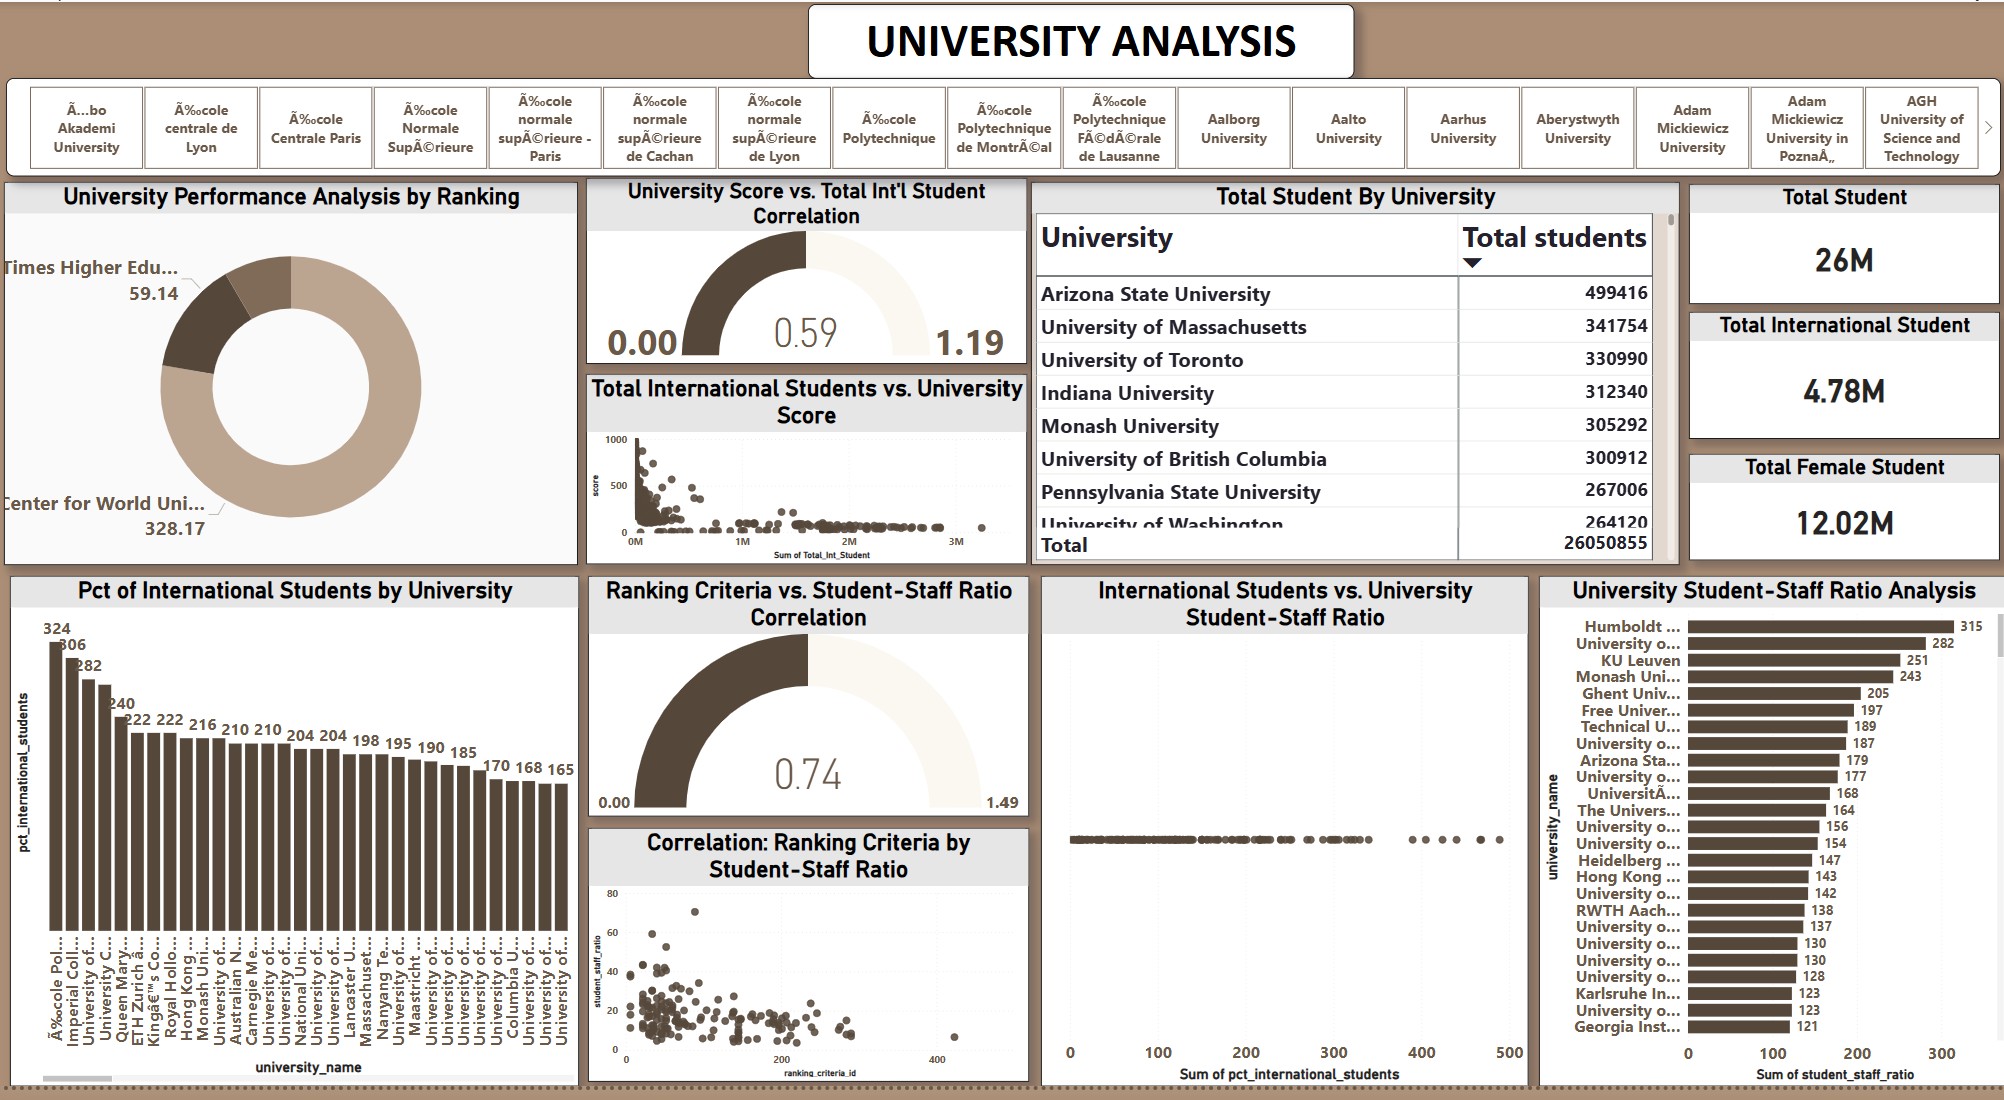 UNIVERSITY ANALYSIS
Ã…bo
Akademi
University
Ã‰cole
centrale de
Lyon
Ã‰cole
Centrale Paris
Ã‰cole
Normale
SupÃ©rieure
Ã‰cole
normale
supÃ©rieure -
Paris
Ã‰cole
normale
supÃ©rieure
de Cachan
Ã‰cole
normale
supÃ©rieure
de Lyon
Ã‰cole
Polytechnique
Ã‰cole
Polytechnique
de MontrÃ©al
Ã‰cole
Polytechnique
FÃ©dÃ©rale
de Lausanne
Aalborg
University
Aalto
University
Aarhus
University
Aberystwyth
University
Adam
Mickiewicz
University
Adam
Mickiewicz
University in
PoznaÅ„
AGH
University of
Science and
Technology
University Performance Analysis by Ranking
Times Higher Edu...
59.14
Center for World Uni...
328.17
University Score vs. Total Int'l Student
Correlation
0.00
0.59
1.19
Total International Students vs. University
Score
score
1000
500
0
0M
1M
2M
3M
Sum of Total_Int_Student
Total Student By University
University Total students
Arizona State University 499416
University of Massachusetts 341754
University of Toronto 330990
Indiana University 312340
Monash University 305292
University of British Columbia 300912
Pennsylvania State University 267006
University of Washington 264120
Total 26050855
Total Student
26M
Total International Student
4.78M
Total Female Student
12.02M
Pct of International Students by University
pct_international_students
324
306
282
240
222
222
216
210
210
204
204
198
195
190
185
170
168
165
Ã‰cole Pol...
Imperial Coll...
University of...
University C...
Queen Mary,...
ETH Zurich â...
Kingâ€™s Co...
Royal Hollo...
Hong Kong ...
Monash Uni...
University of...
Australian N...
Carnegie Me...
University of...
University of...
National Uni...
University of...
University of...
Lancaster U...
Massachuset...
Nanyang Te...
University of...
Maastricht ...
University of...
University of...
University of...
University of...
Columbia U...
University of...
University of...
University of...
university_name
Ranking Criteria vs. Student-Staff Ratio
Correlation
0.00
0.74
1.49
Correlation: Ranking Criteria by
Student-Staff Ratio
student_staff_ratio
80
60
40
20
0
0
200
400
ranking_criteria_id
International Students vs. University
Student-Staff Ratio
0
100
200
300
400
500
Sum of pct_international_students
University Student-Staff Ratio Analysis
university_name
Humboldt ... 315
University o... 282
KU Leuven 251
Monash Uni... 243
Ghent Univ... 205
Free Univer... 197
Technical U... 189
University o... 187
Arizona Sta... 179
University o... 177
UniversitÃ... 168
The Univers... 164
University o... 156
University o... 154
Heidelberg ... 147
Hong Kong ... 143
University o... 142
RWTH Aach... 138
University o... 137
University o... 130
University o... 130
University o... 128
Karlsruhe In... 123
University o... 123
Georgia Inst... 121
0
100
200
300
Sum of student_staff_ratio